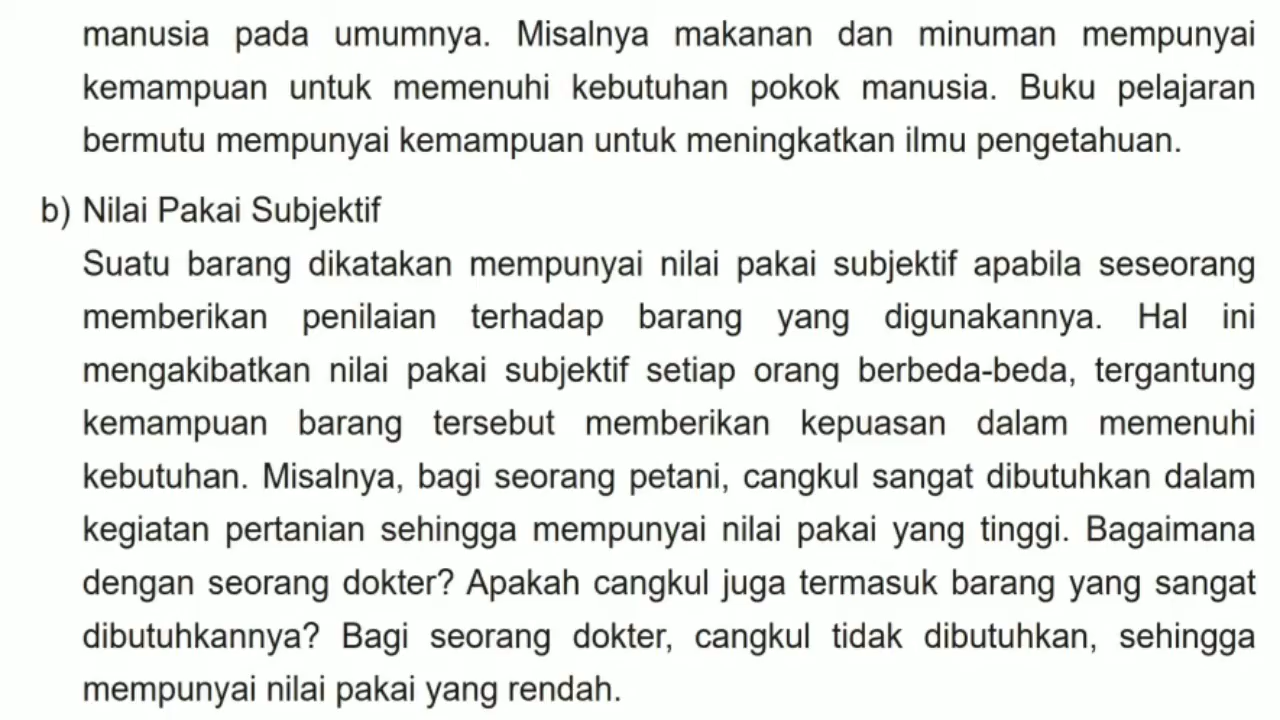 manusia pada umumnya. Misalnya makanan dan minuman mempunyai
kemampuan untuk memenuhi kebutuhan pokok manusia. Buku pelajaran
bermutu mempunyai kemampuan untuk meningkatkan ilmu pengetahuan.
b) Nilai Pakai Subjektif
Suatu barang dikatakan mempunyai nilai pakai subjektif apabila seseorang
memberikan penilaian terhadap barang yang digunakannya. Hal ini
mengakibatkan nilai pakai subjektif setiap orang berbeda-beda, tergantung
kemampuan barang tersebut memberikan kepuasan dalam memenuhi
kebutuhan. Misalnya, bagi seorang petani, cangkul sangat dibutuhkan dalam
kegiatan pertanian sehingga mempunyai nilai pakai yang tinggi. Bagaimana
dengan seorang dokter? Apakah cangkul juga termasuk barang yang sangat
dibutuhkannya? Bagi seorang dokter, cangkul tidak dibutuhkan, sehingga
mempunyai nilai pakai yang rendah.